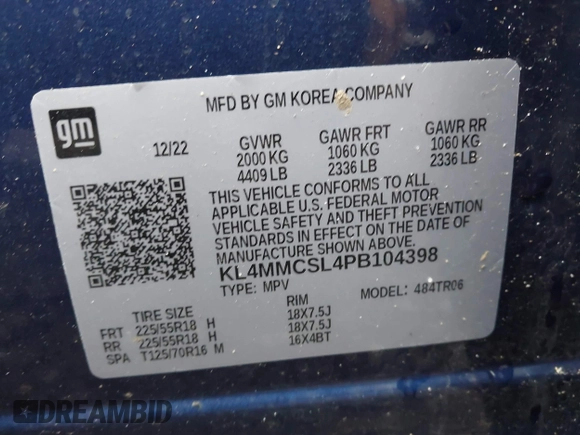 MFD BY GM KOREA COMPANY
gm
12/22 GVWR GAWR FRT GAWR RR
2000 KG 1060 KG 1060 KG
4409 LB 2336 LB 2336 LB
THIS VEHICLE CONFORMS TO ALL
APPLICABLE U.S. FEDERAL MOTOR
VEHICLE SAFETY AND THEFT PREVENTION
STANDARDS IN EFFECT ON THE DATE OF
MANUFACTURE SHOWN ABOVE.
KL4MMCSL4PB104398
TYPE: MPV MODEL: 484TR06
TIRE SIZE RIM
FRT 225/55R18 H 18X7.5J
RR 225/55R18 H 18X7.5J
SPA T125/70R16 M 16X4BT
DREAMBID